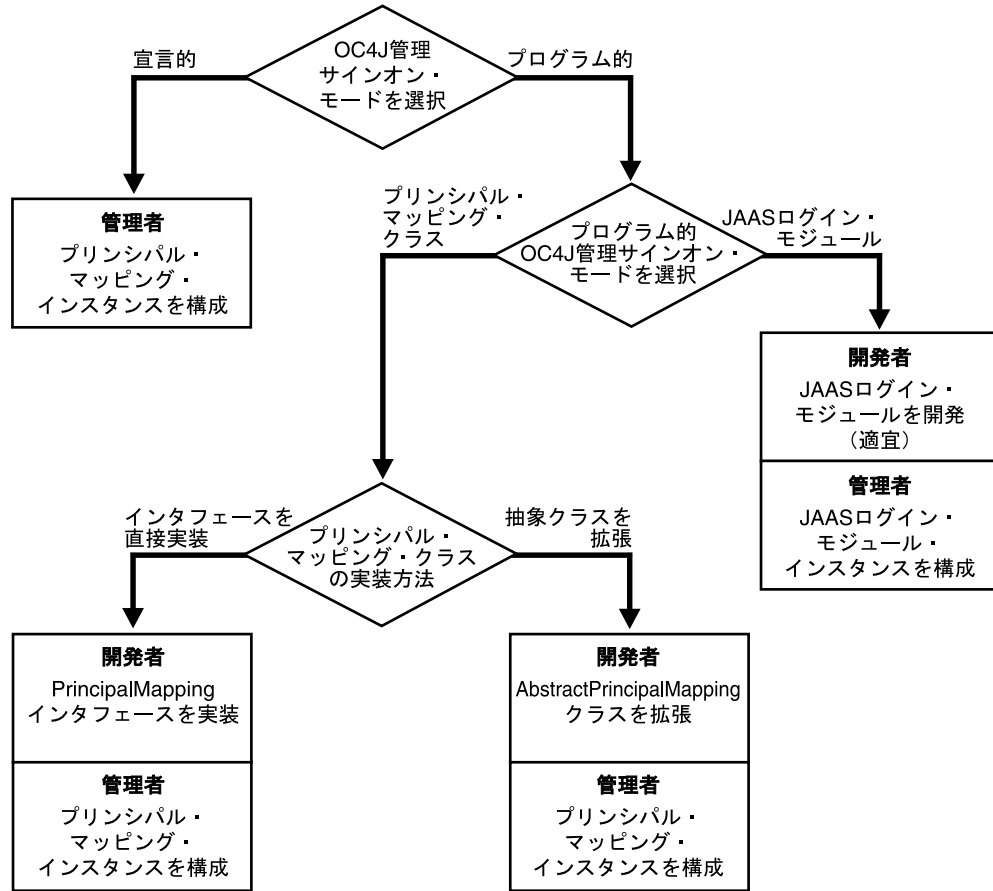 OC4J管理
サインオン・
モードを選択
宣言的
プログラム的
管理者
プリンシパル・
マッピング・
インスタンスを構成
プログラム的
OC4J管理サインオン・
モードを選択
プリンシパル・
マッピング・
クラス
JAASログイン・
モジュール
開発者
JAASログイン・
モジュールを開発
（適宜）
管理者
JAASログイン・
モジュール・
インスタンスを構成
プリンシパル・
マッピング・クラス
の実装方法
インタフェースを
直接実装
抽象クラスを
拡張
開発者
PrincipalMapping
インタフェースを実装
管理者
プリンシパル・
マッピング・
インスタンスを構成
開発者
AbstractPrincipalMapping
クラスを拡張
管理者
プリンシパル・
マッピング・
インスタンスを構成